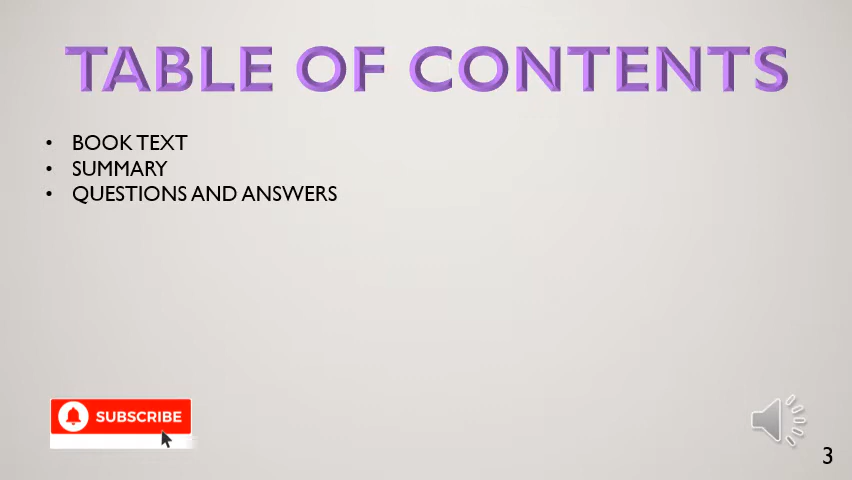 TABLE OF CONTENTS
• BOOK TEXT
• SUMMARY
• QUESTIONS AND ANSWERS
SUBSCRIBE
3